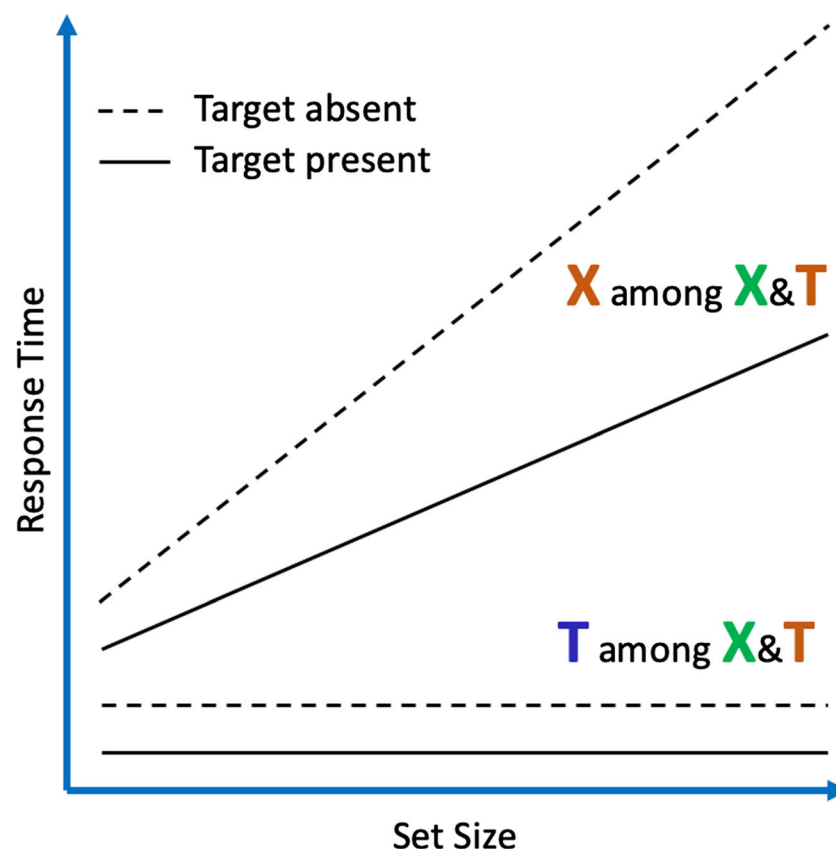 Target absent
Target present
X among X&T
T among X&T
Response Time
Set Size